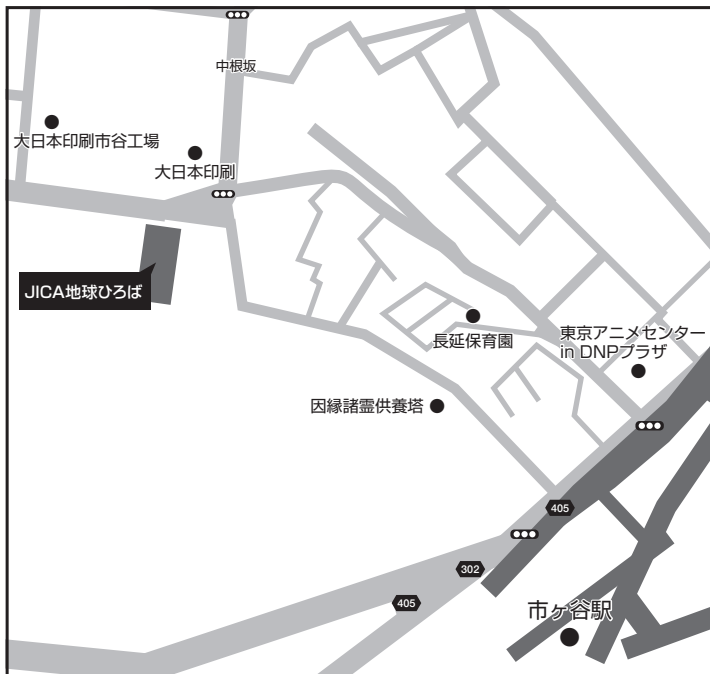 中根坂
大日本印刷市谷工場
大日本印刷
JICA地球ひろば
長延保育園
東京アニメセンター
in DNPプラザ
因縁諸霊供養塔
405
302
405
市ヶ谷駅